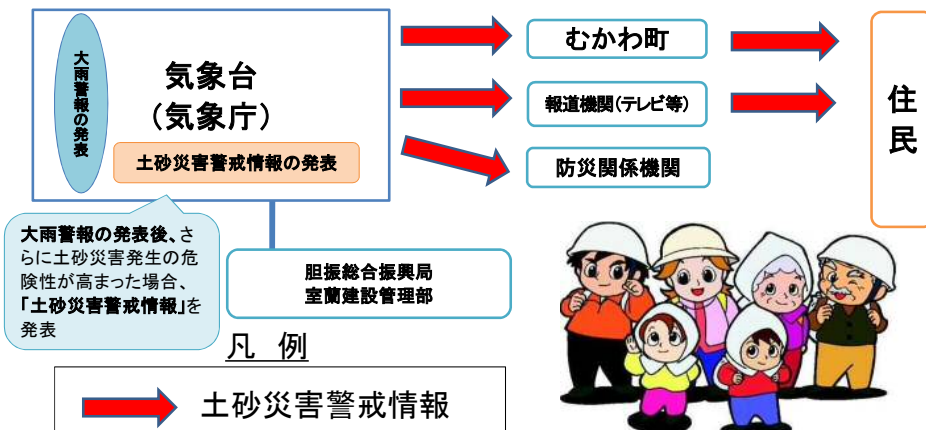 大雨警報の発表
気象台
（気象庁）
土砂災害警戒情報の発表
むかわ町
報道機関（テレビ等）
防災関係機関
住民
大雨警報の発表後、さ
らに土砂災害発生の危
険性が高まった場合、
「土砂災害警戒情報」を
発表
胆振総合振興局
室蘭建設管理部
凡　例
土砂災害警戒情報